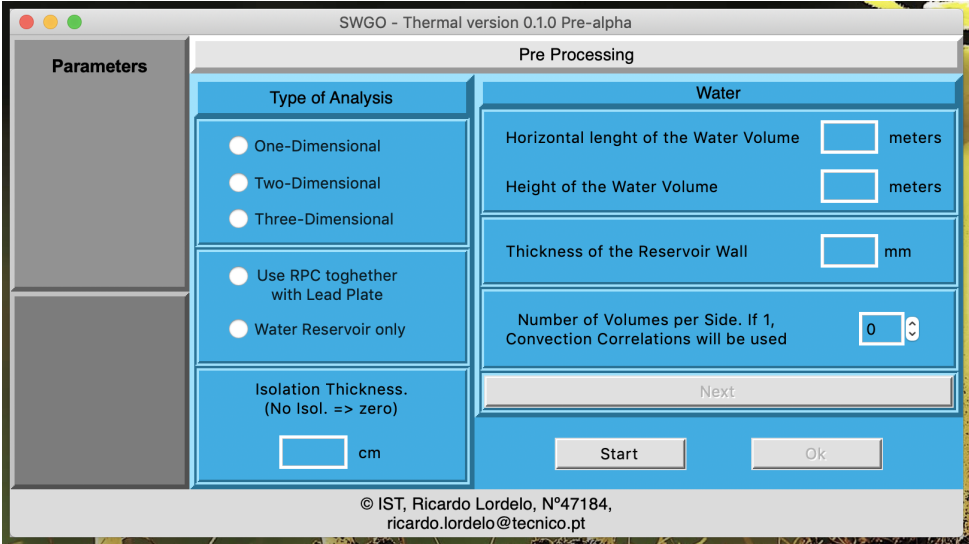 SWGO - Thermal version 0.1.0 Pre-alpha
Parameters
Pre Processing
Type of Analysis
One-Dimensional
Two-Dimensional
Three-Dimensional
Use RPC toghether
with Lead Plate
Water Reservoir only
Isolation Thickness.
(No Isol. => zero)
cm
Water
Horizontal lenght of the Water Volume meters
Height of the Water Volume meters
Thickness of the Reservoir Wall mm
Number of Volumes per Side. If 1,
Convection Correlations will be used 0
Next
Start Ok
© IST, Ricardo Lordelo, Nº47184,
ricardo.lordelo@tecnico.pt